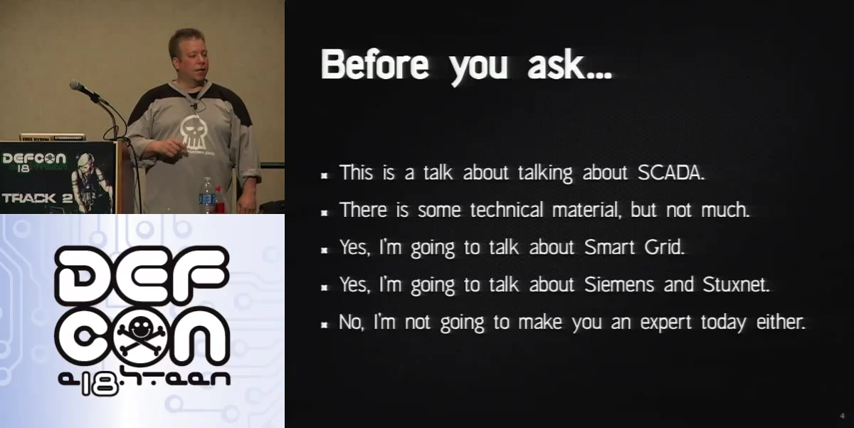 Before you ask...
This is a talk about talking about SCADA.
There is some technical material, but not much.
Yes, I'm going to talk about Smart Grid.
Yes, I'm going to talk about Siemens and Stuxnet.
No, I'm not going to make you an expert today either.
4
DEFCON
18
TRACK 2
DEF
CON
e18hteen